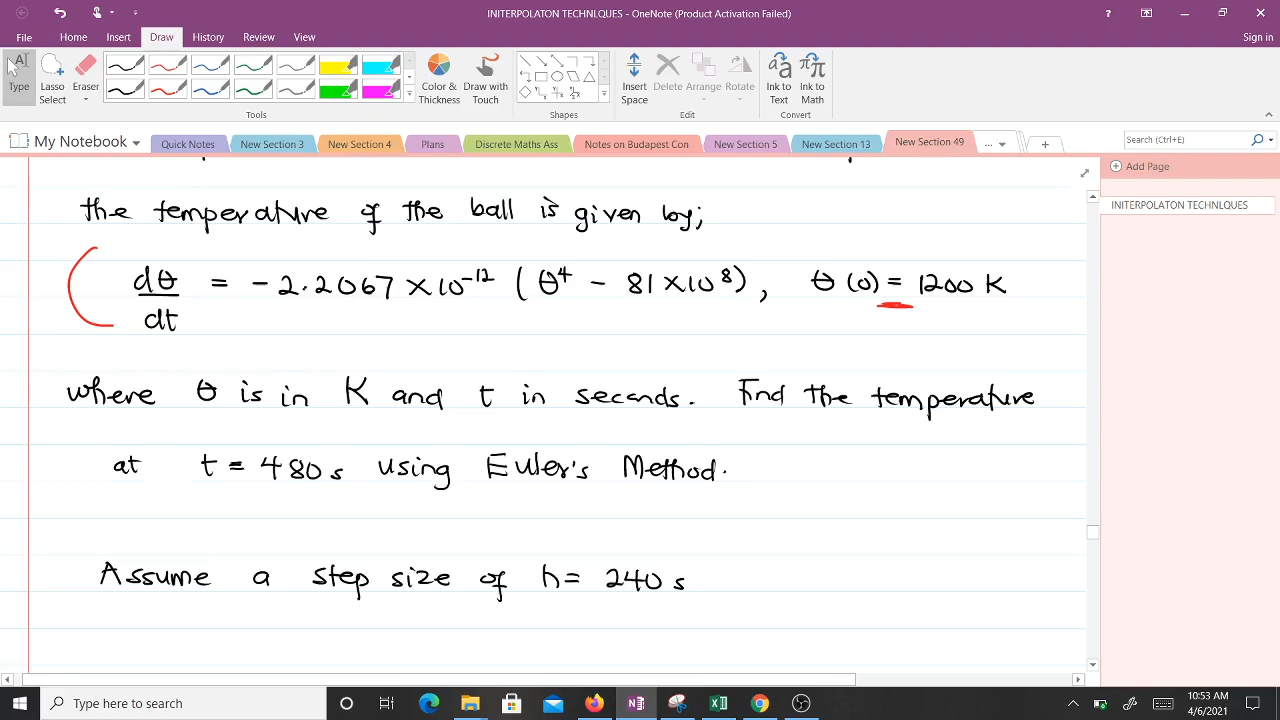 INITERPOLATON TECHNLQUES - OneNote (Product Activation Failed)
Sign in
File Home Insert Draw History Review View
Type
Lasso Select
Eraser
Color & Thickness
Draw with Touch
Insert Space
Delete
Arrange
Rotate
Ink to Text
Ink to Math
Tools
Shapes
Edit
Convert
My Notebook
Quick Notes
New Section 3
New Section 4
Plans
Discrete Maths Ass
Notes on Budapest Con
New Section 5
New Section 13
New Section 49
...
Search (Ctrl+E)
Add Page
INITERPOLATON TECHNLQUES
the temperature of the ball is given by;
dθ/dt = -2.2067 ×10⁻¹² (θ⁴ - 81 ×10⁸), θ(0) = 1200 K
where θ is in K and t in seconds. Find the temperature
at t = 480 s using Euler's Method.
Assume a step size of h = 240 s
Type here to search
10:53 AM
4/6/2021